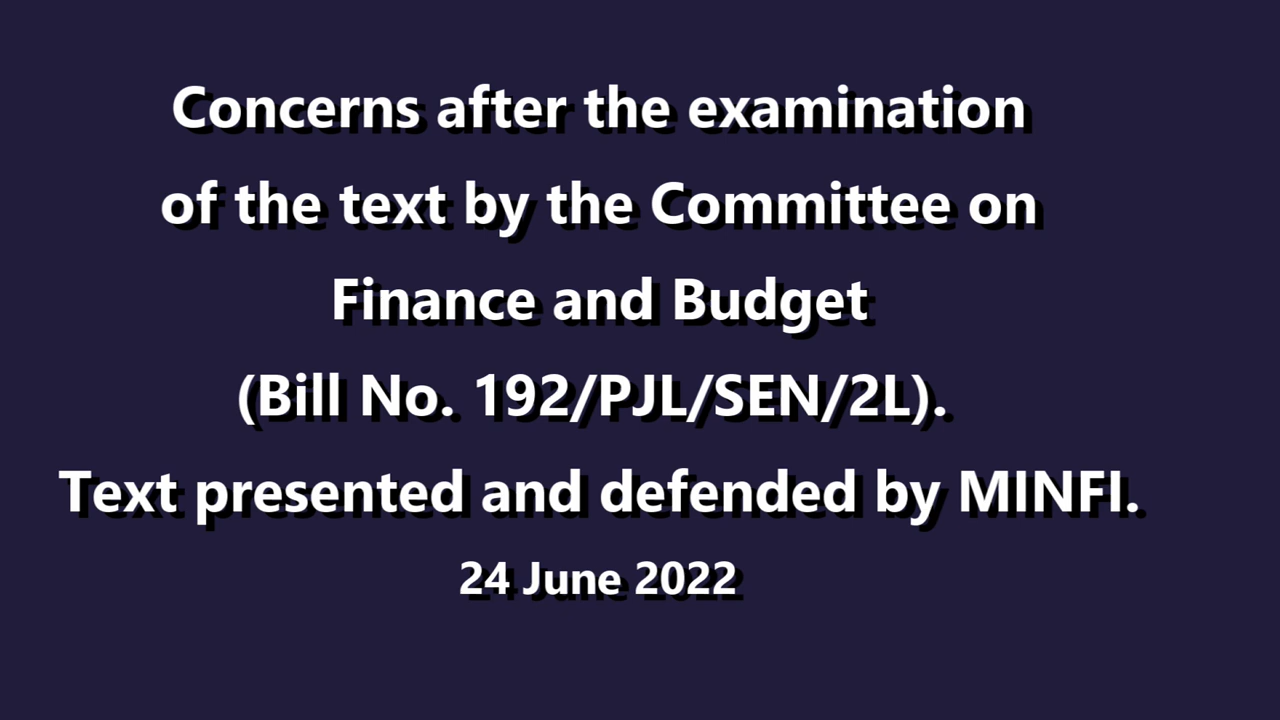 Concerns after the examination
of the text by the Committee on
Finance and Budget
(Bill No. 192/PJL/SEN/2L).
Text presented and defended by MINFI.
24 June 2022